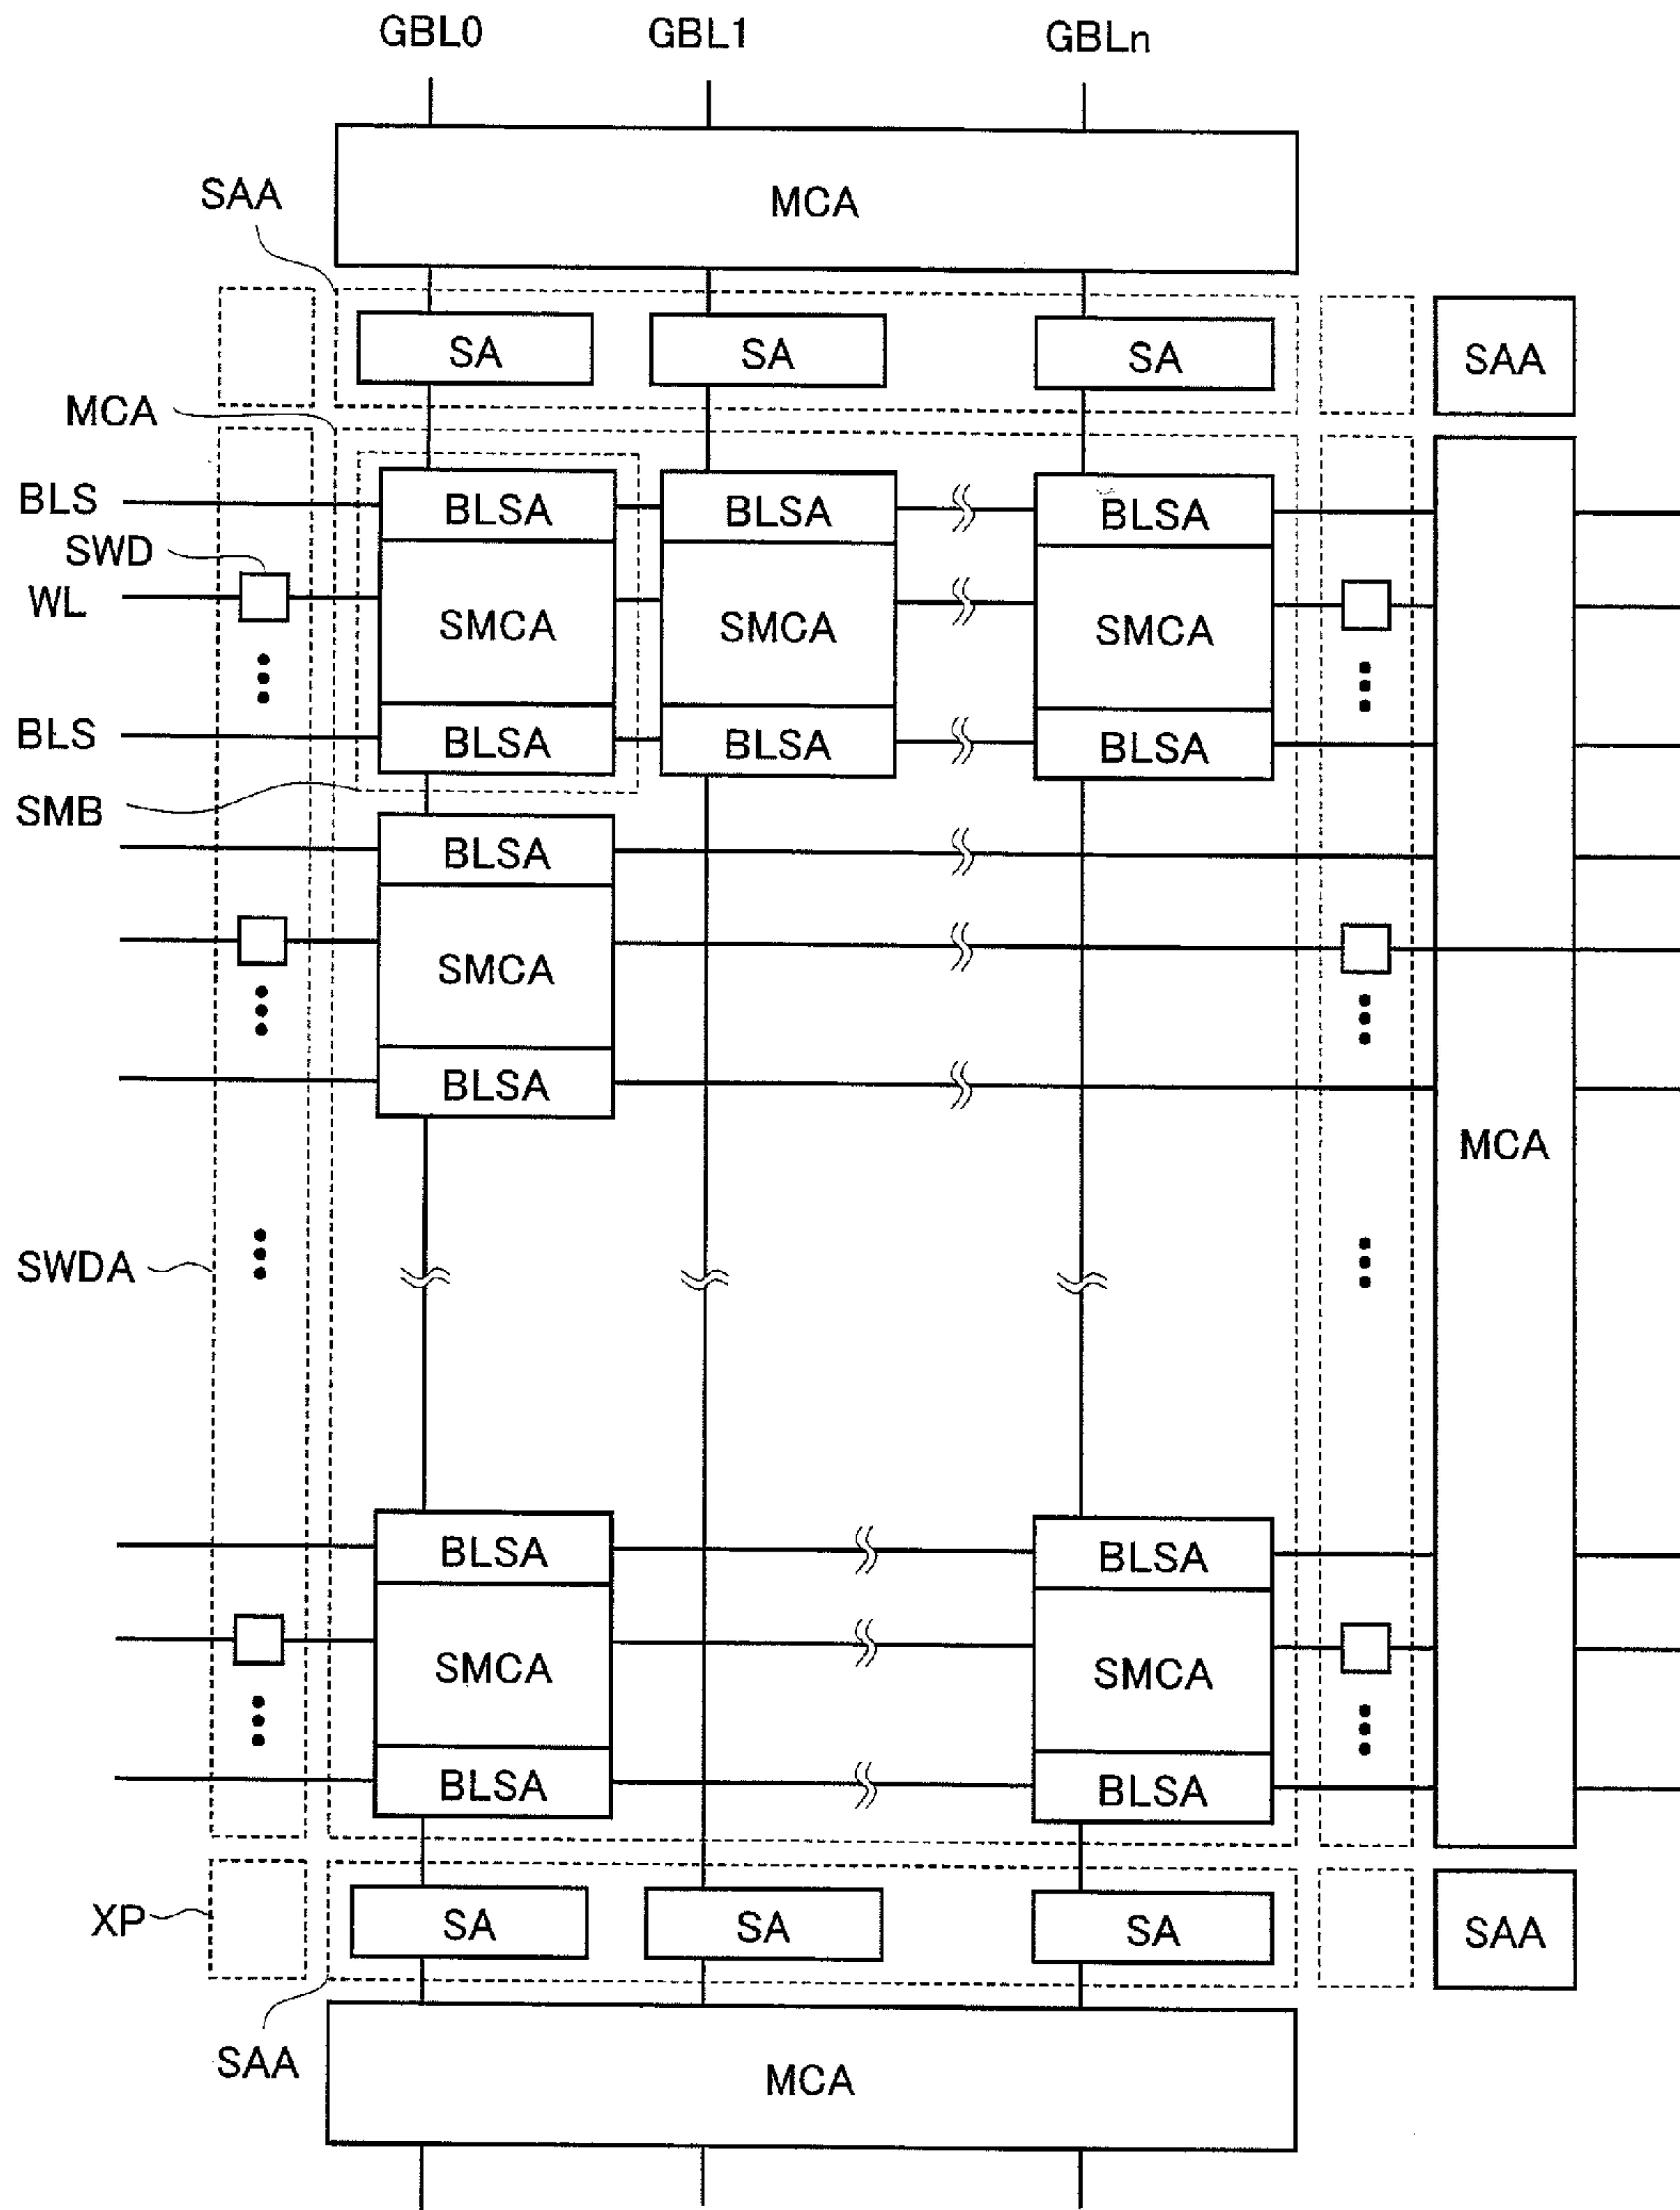 GBL0 GBL1 GBLn
MCA
SAA
SA SA SA SAA
MCA
BLS BLSA BLSA BLSA
SWD
WL SMCA SMCA SMCA
BLS BLSA BLSA BLSA
SMB
BLSA
SMCA
BLSA
MCA
SWDA
BLSA BLSA
SMCA SMCA
BLSA BLSA
XP SA SA SA SAA
SAA
MCA